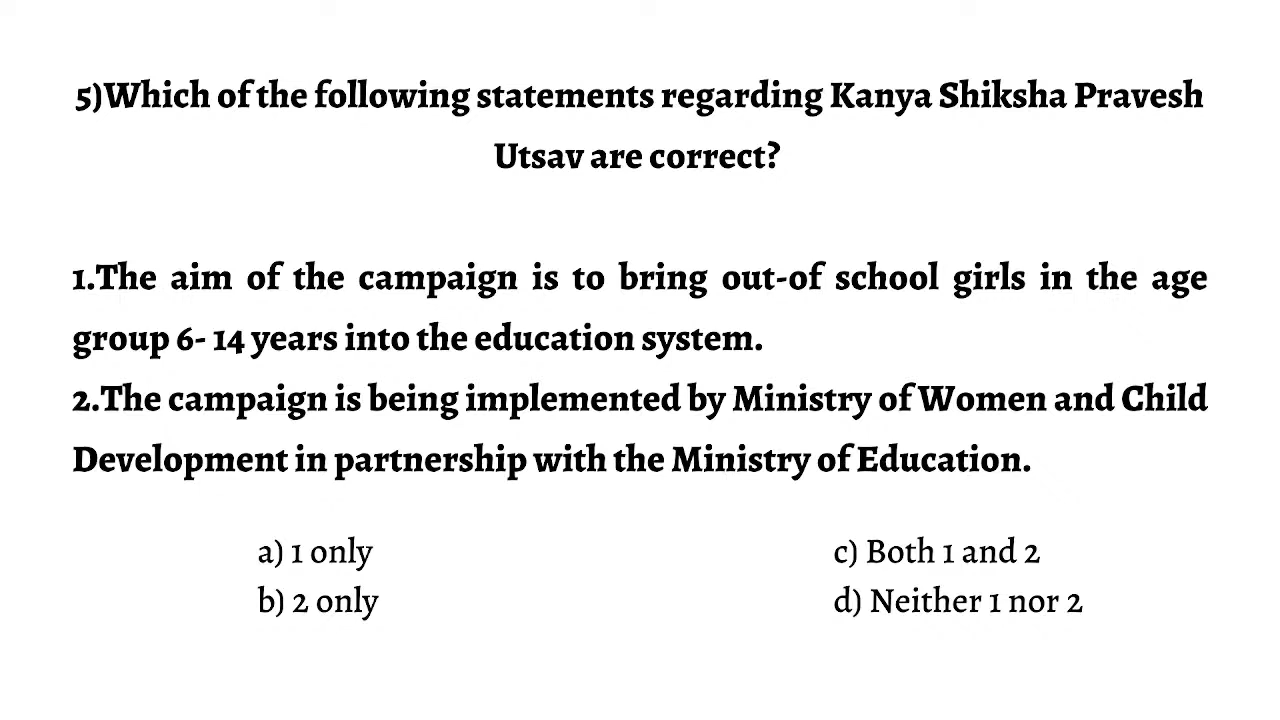 5)Which of the following statements regarding Kanya Shiksha Pravesh
Utsav are correct?
1.The aim of the campaign is to bring out-of school girls in the age
group 6- 14 years into the education system.
2.The campaign is being implemented by Ministry of Women and Child
Development in partnership with the Ministry of Education.
a) 1 only
b) 2 only
c) Both 1 and 2
d) Neither 1 nor 2